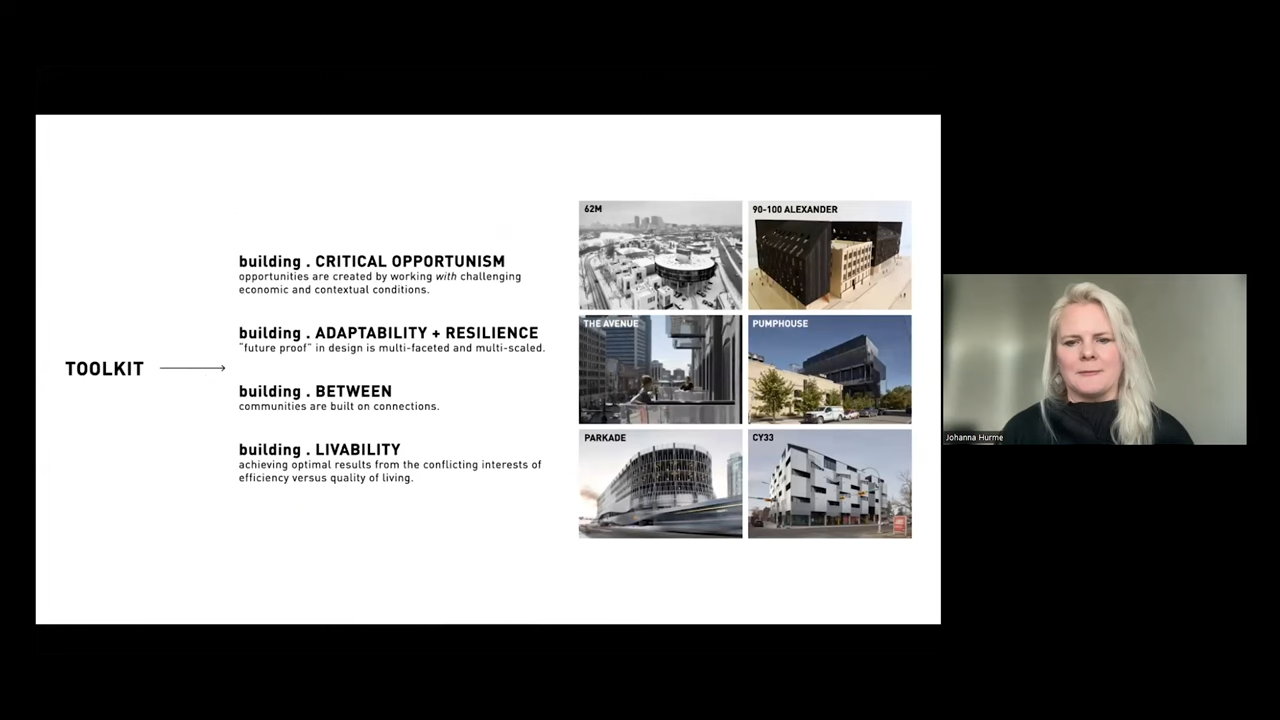 TOOLKIT
building . CRITICAL OPPORTUNISM
opportunities are created by working with challenging
economic and contextual conditions.
building . ADAPTABILITY + RESILIENCE
"future proof" in design is multi-faceted and multi-scaled.
building . BETWEEN
communities are built on connections.
building . LIVABILITY
achieving optimal results from the conflicting interests of
efficiency versus quality of living.
62M
90-100 ALEXANDER
THE AVENUE
PUMPHOUSE
PARKADE
CY33
Johanna Hurme